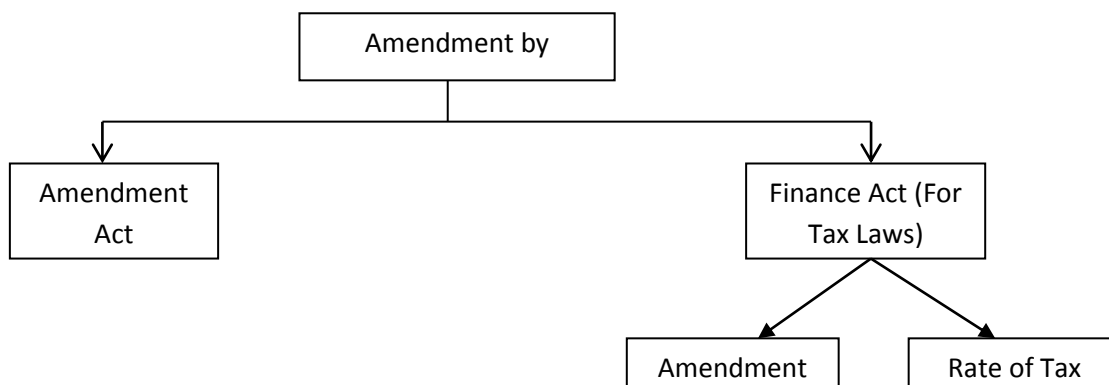 Amendment by
Amendment
Act
Finance Act (For
Tax Laws)
Amendment
Rate of Tax